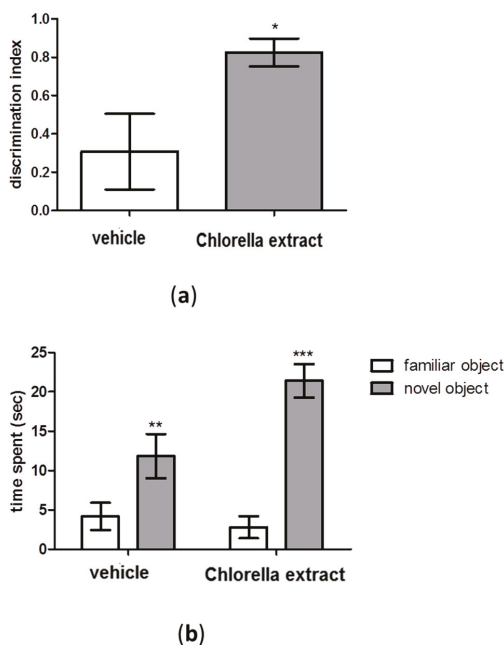 1.0
*
0.8
0.6
0.4
0.2
0.0
discrimination index
vehicle
Chlorella extract
(a)
25
20
15
10
5
0
time spent (sec)
**
***
familiar object
novel object
vehicle
Chlorella extract
(b)